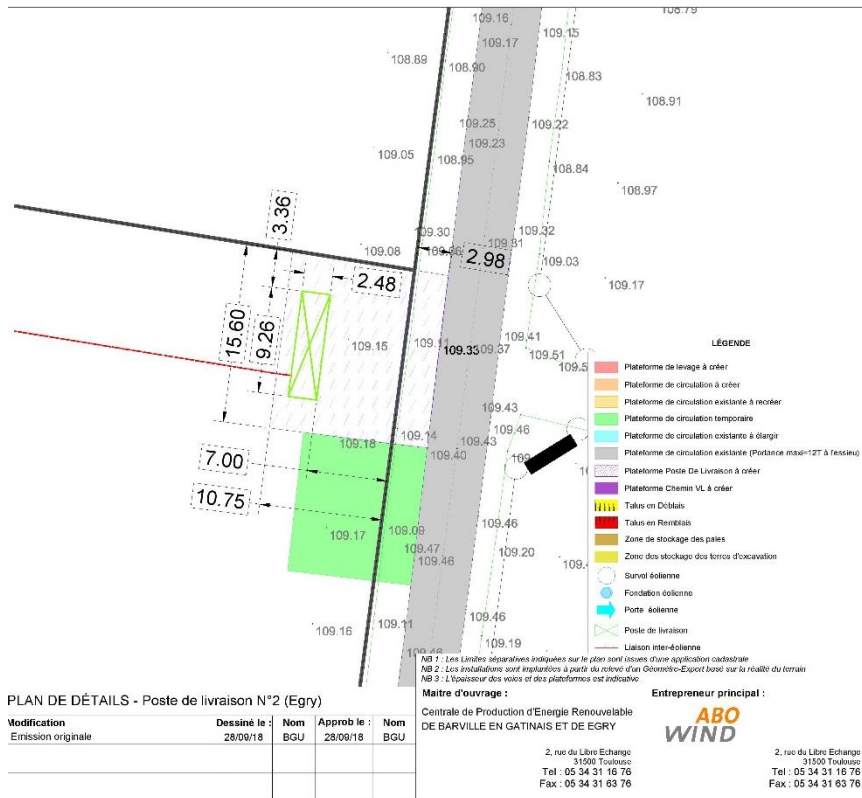 108.79
109.16
109.15
109.17
108.89
108.90
108.83
108.91
109.25
109.22
109.23
109.05
108.95
108.84
108.97
3.36
109.30
109.32
109.08
109.31
2.98
109.03
2.48
109.17
15.60
9.26
109.15
109.33
109.37
109.41
109.51
109.43
109.14
109.46
109.18
109.43
109.40
7.00
10.75
109.17
109.09
109.46
109.47
109.20
109.46
109.16
109.11
109.46
109.19
LÉGENDE
Plateforme de levage à créer
Plateforme de circulation à créer
Plateforme de circulation existante à recréer
Plateforme de circulation temporaire
Plateforme de circulation existante à élargir
Plateforme de circulation existante (Portance maxi=12T à l'essieu)
Plateforme Poste De Livraison à créer
Plateforme Chemin VL à créer
Talus en Déblais
Talus en Remblais
Zone de stockage des pales
Zone des stockage des terres d'excavation
Survol éolienne
Fondation éolienne
Porte éolienne
Poste de livraison
Liaison inter-éolienne
NB 1 : Les Limites séparatives indiquées sur le plan sont issues d'une application cadastrale
NB 2 : Les installations sont implantées à partir du relevé d'un Géomètre-Expert basé sur la réalité du terrain
NB 3 : L'épaisseur des voies et des plateformes est indicative
PLAN DE DÉTAILS - Poste de livraison N°2 (Egry)
Modification Dessiné le : Nom Approb le : Nom
Emission originale 28/09/18 BGU 28/09/18 BGU
Maitre d'ouvrage :
Centrale de Production d'Energie Renouvelable
DE BARVILLE EN GATINAIS ET DE EGRY
2, rue du Libre Echange
31500 Toulouse
Tel : 05 34 31 16 76
Fax : 05 34 31 63 76
Entrepreneur principal :
ABO
WIND
2, rue du Libre Echange
31500 Toulouse
Tel : 05 34 31 16 76
Fax : 05 34 31 63 76